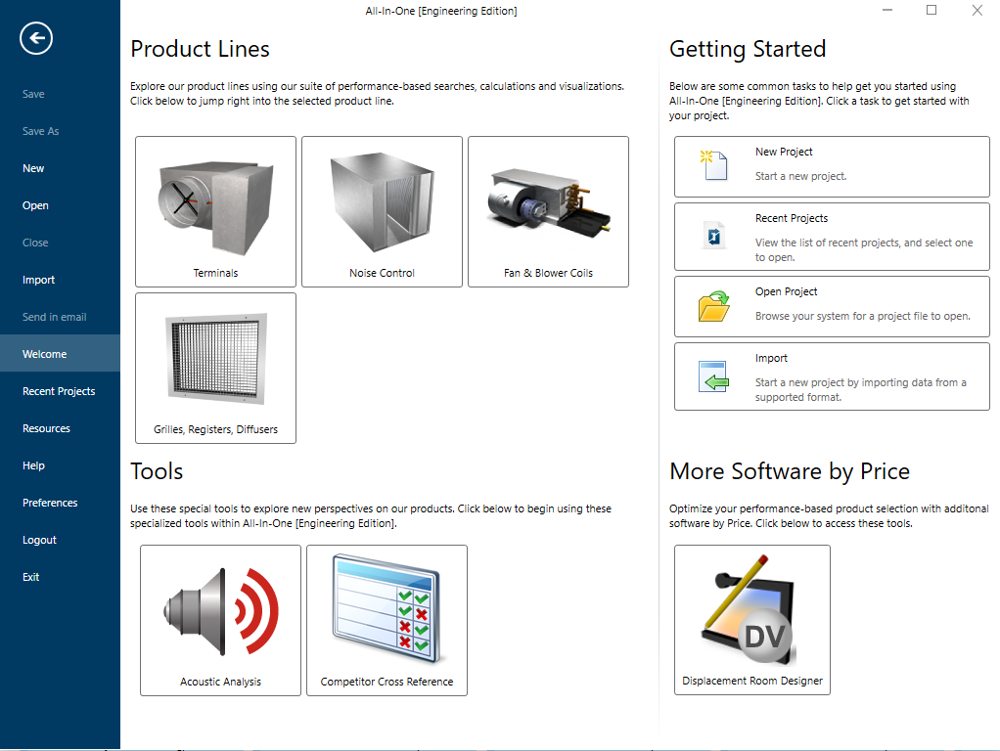 All-In-One [Engineering Edition]
Save
Save As
New
Open
Close
Import
Send in email
Welcome
Recent Projects
Resources
Help
Preferences
Logout
Exit
Product Lines
Explore our product lines using our suite of performance-based searches, calculations and visualizations.
Click below to jump right into the selected product line.
Terminals
Noise Control
Fan & Blower Coils
Grilles, Registers, Diffusers
Tools
Use these special tools to explore new perspectives on our products. Click below to begin using these
specialized tools within All-In-One [Engineering Edition].
Acoustic Analysis
Competitor Cross Reference
Getting Started
Below are some common tasks to help get you started using
All-In-One [Engineering Edition]. Click a task to get started with
your project.
New Project
Start a new project.
Recent Projects
View the list of recent projects, and select one
to open.
Open Project
Browse your system for a project file to open.
Import
Start a new project by importing data from a
supported format.
More Software by Price
Optimize your performance-based product selection with additonal
software by Price. Click below to access these tools.
DV
Displacement Room Designer